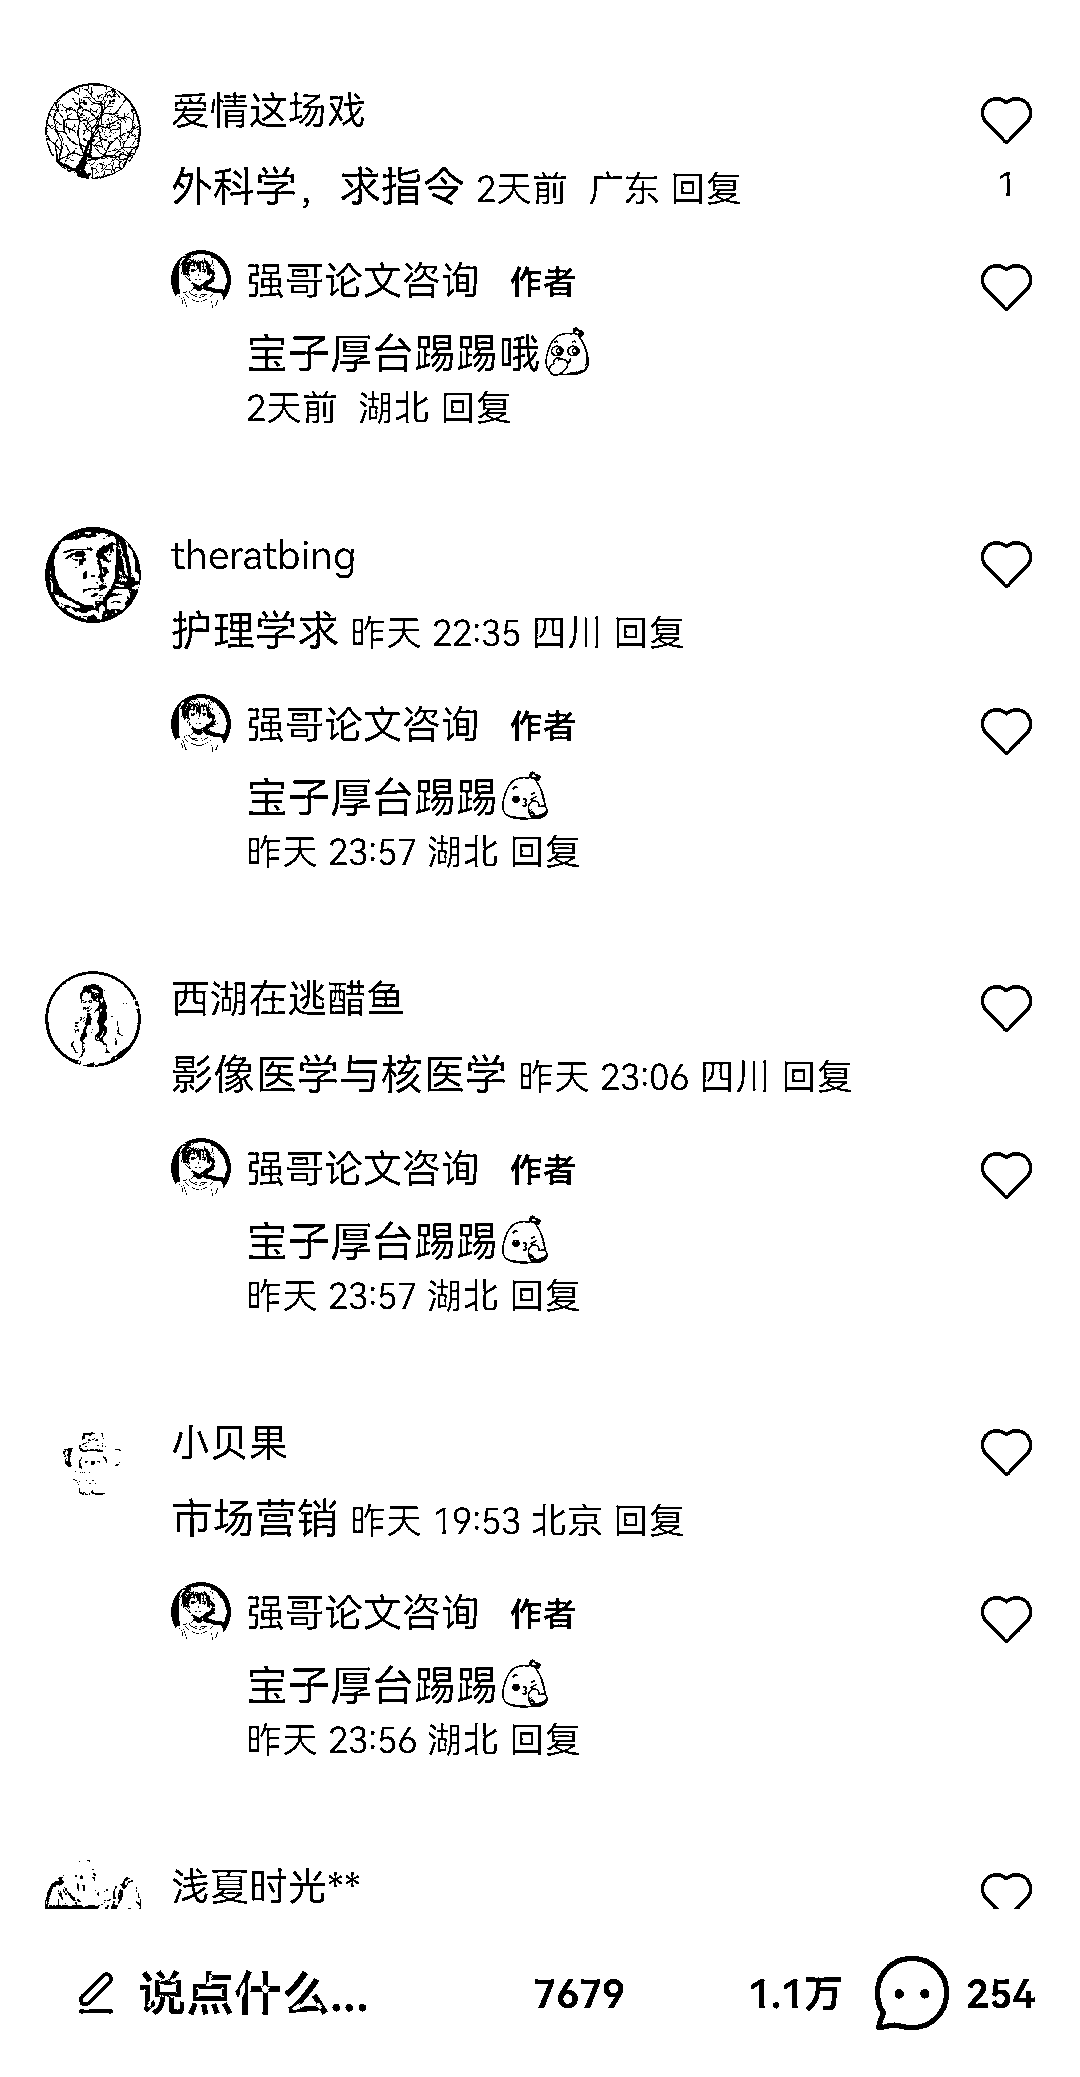 爱情这场戏
外科学，求指令 2天前 广东 回复
1
强哥论文咨询 作者
宝子厚台踢踢哦
2天前 湖北 回复
theratbing
护理学求 昨天 22:35 四川 回复
强哥论文咨询 作者
宝子厚台踢踢
昨天 23:57 湖北 回复
西湖在逃醋鱼
影像医学与核医学 昨天 23:06 四川 回复
强哥论文咨询 作者
宝子厚台踢踢
昨天 23:57 湖北 回复
小贝果
市场营销 昨天 19:53 北京 回复
强哥论文咨询 作者
宝子厚台踢踢
昨天 23:56 湖北 回复
浅夏时光**
说点什么... 7679 1.1万 254